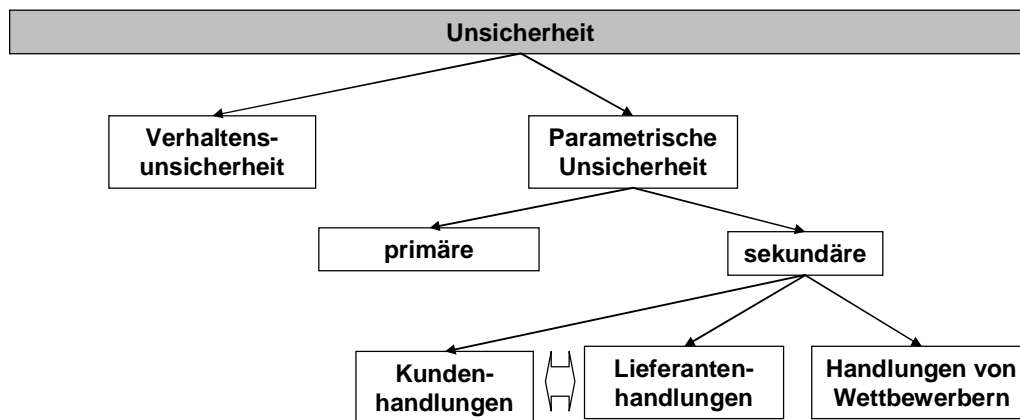 Unsicherheit
Verhaltens-
unsicherheit
Parametrische
Unsicherheit
primäre
sekundäre
Kunden-
handlungen
Lieferanten-
handlungen
Handlungen von
Wettbewerbern